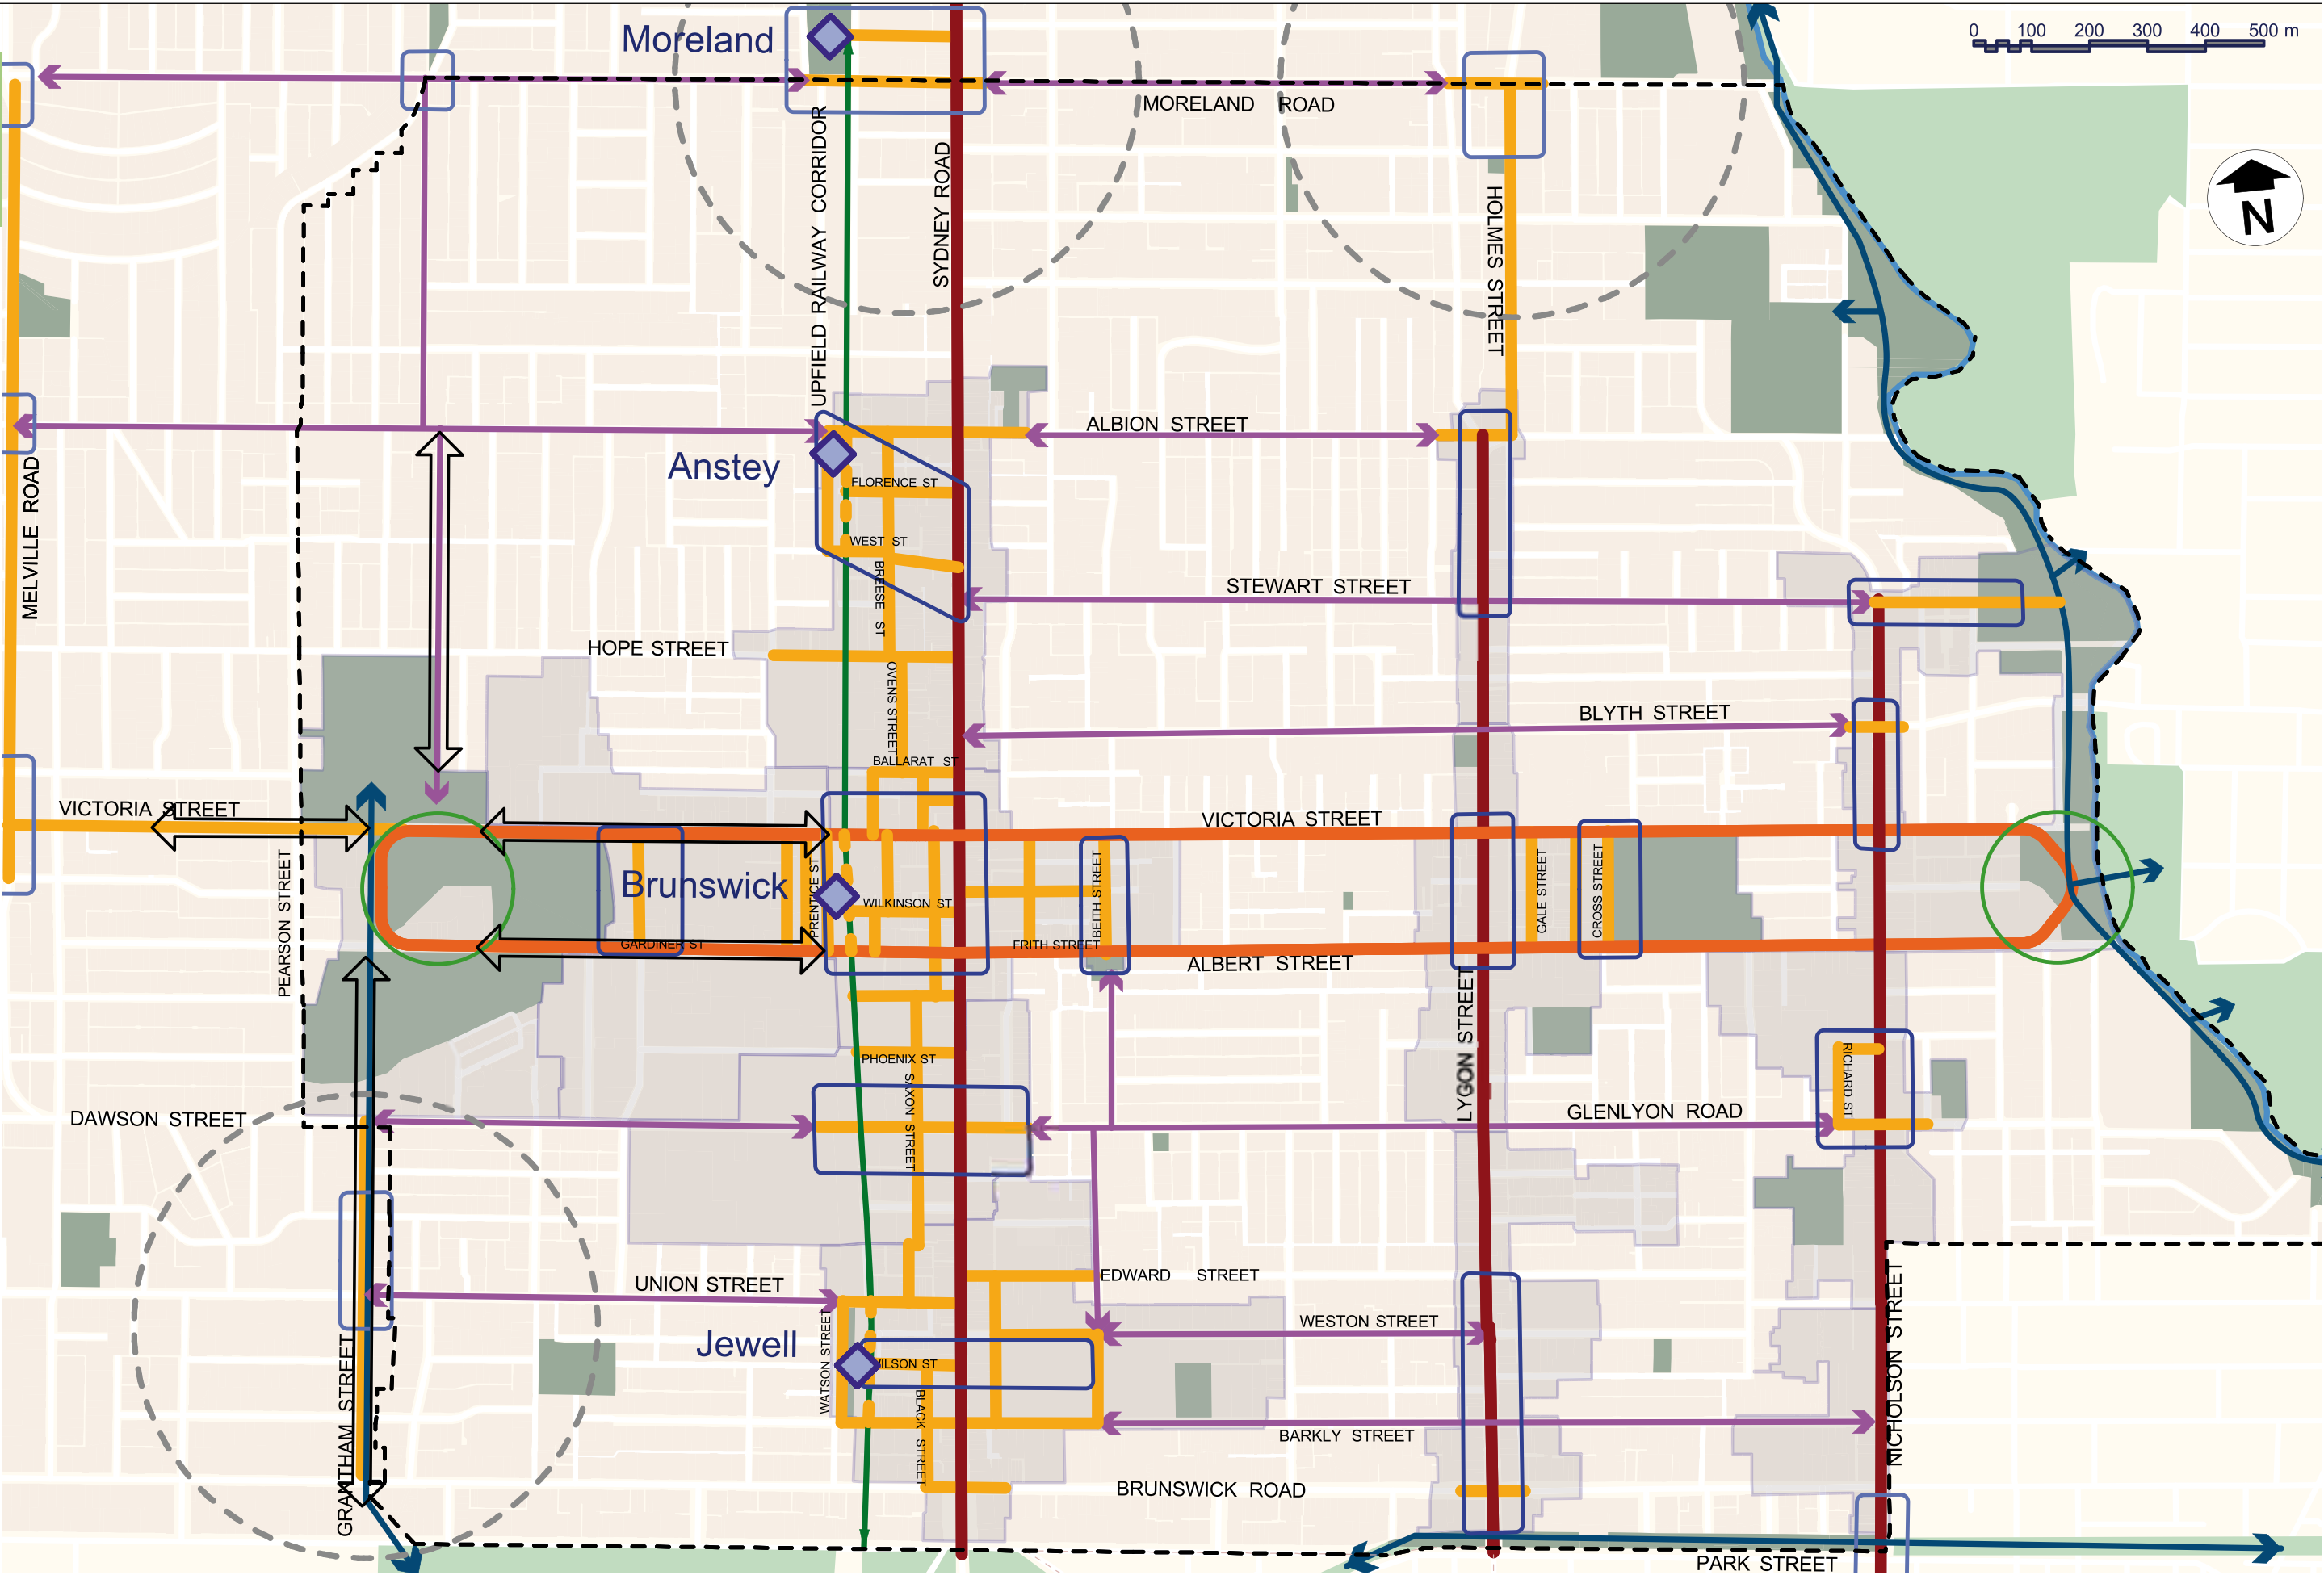 0 100 200 300 400 500 m
Moreland
MORELAND ROAD
N
UPFIELD RAILWAY CORRIDOR
SYDNEY ROAD
HOLMES STREET
ALBION STREET
Anstey
MELVILLE ROAD
FLORENCE ST
WEST ST
BREESE ST
STEWART STREET
HOPE STREET
OVENS STREET
BLYTH STREET
BALLARAT ST
VICTORIA STREET
VICTORIA STREET
PEARSON STREET
Brunswick
PRENTICE ST
WILKINSON ST
BEITH STREET
GALE STREET
CROSS STREET
GARDINER ST
FRITH STREET
ALBERT STREET
LYGON STREET
PHOENIX ST
SAXON STREET
RICHARD ST
DAWSON STREET
GLENLYON ROAD
UNION STREET
EDWARD STREET
WESTON STREET
Jewell
WATSON STREET
WILSON ST
BLACK STREET
NICHOLSON STREET
GRANTHAM STREET
BARKLY STREET
BRUNSWICK ROAD
PARK STREET